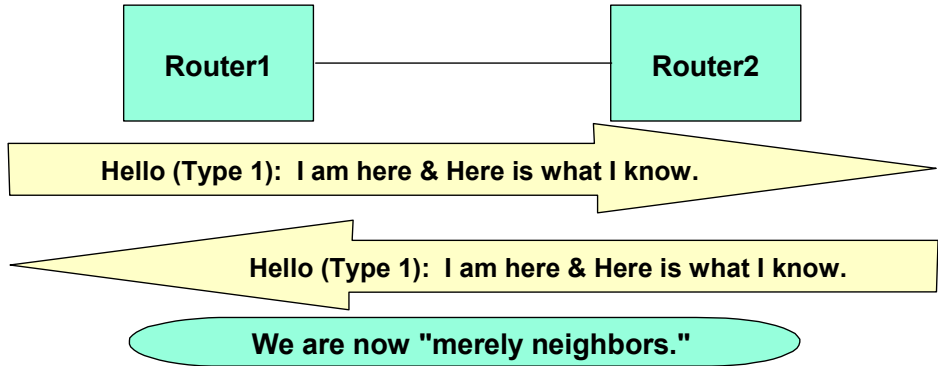 Router1
Router2
Hello (Type 1): I am here & Here is what I know.
Hello (Type 1): I am here & Here is what I know.
We are now "merely neighbors."